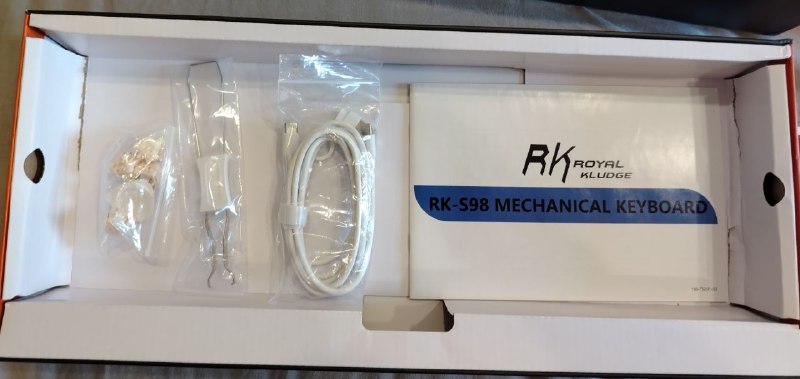 RK ROYAL
KLUDGE
RK-S98 MECHANICAL KEYBOARD